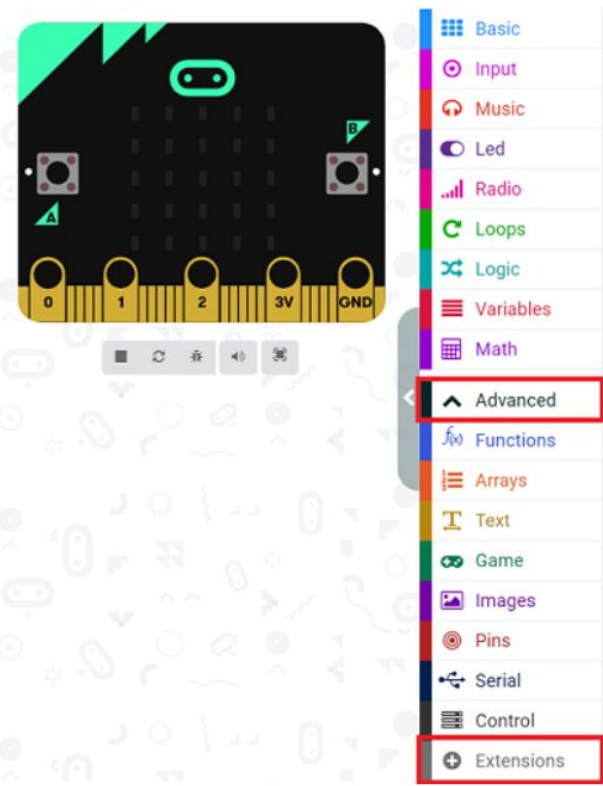 B
A
0
1
2
3V
GND
Basic
Input
Music
Led
Radio
Loops
Logic
Variables
Math
Advanced
f(x) Functions
Arrays
T Text
Game
Images
Pins
Serial
Control
Extensions